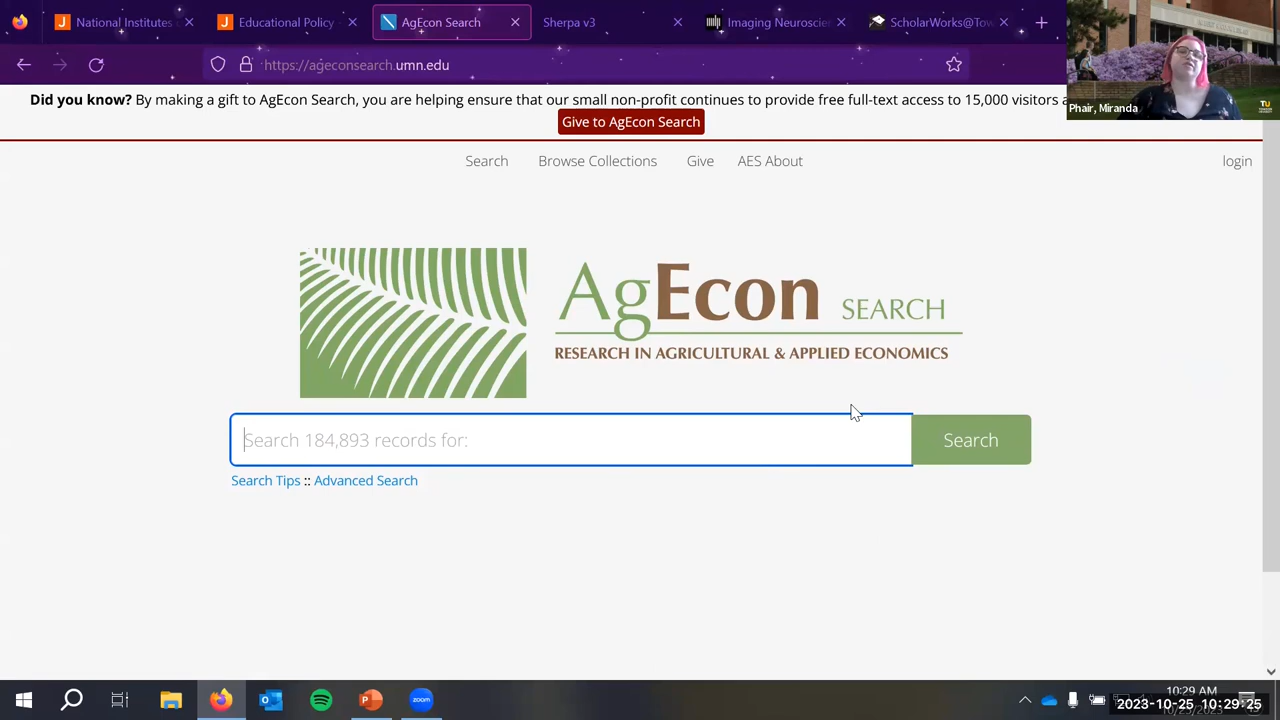 National Institutes o
Educational Policy -
AgEcon Search
Sherpa v3
Imaging Neuroscien
ScholarWorks@Tow
https://ageconsearch.umn.edu
Phair, Miranda
TU
Did you know? By making a gift to AgEcon Search, you are helping ensure that our small non-profit continues to provide free full-text access to 15,000 visitors
Give to AgEcon Search
Search
Browse Collections
Give
AES About
login
AgEcon SEARCH
RESEARCH IN AGRICULTURAL & APPLIED ECONOMICS
Search 184,893 records for:
Search
Search Tips :: Advanced Search
zoom
10:29 AM
2023-10-25 10:29:25